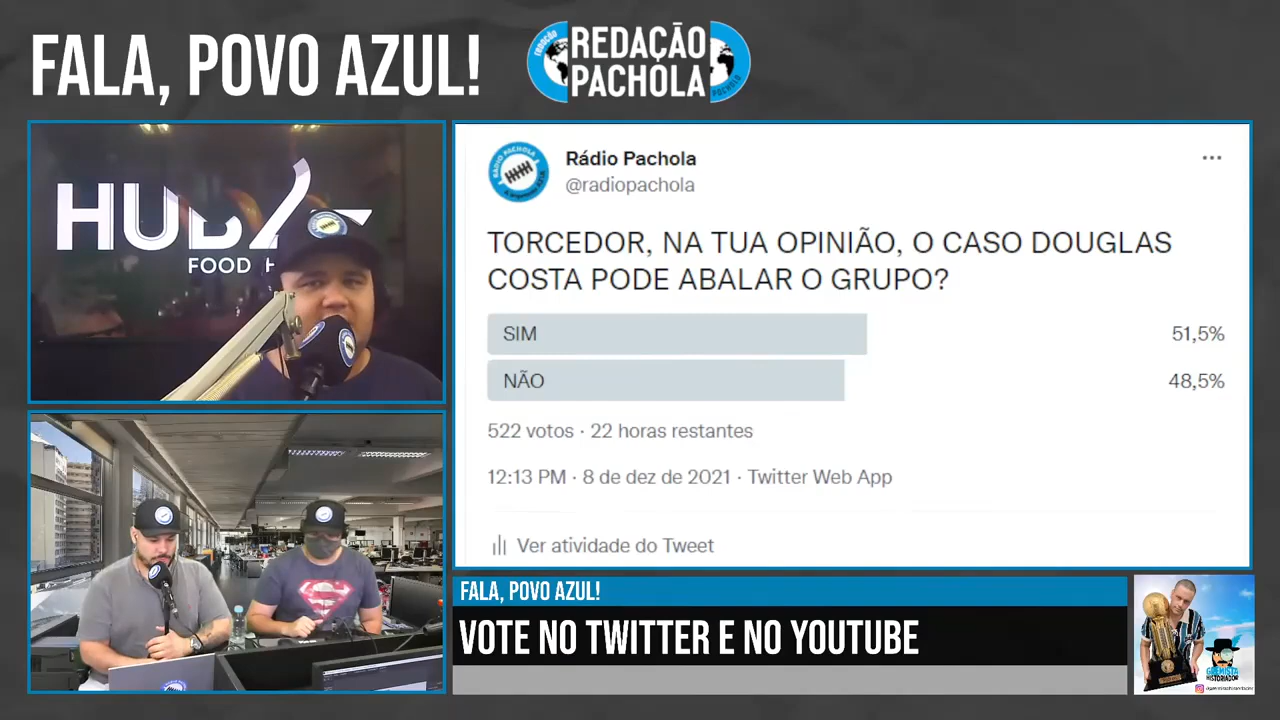 FALA, POVO AZUL!
REDAÇÃO
PACHOLA
HUB
FOOD H
Rádio Pachola
@radiopachola
TORCEDOR, NA TUA OPINIÃO, O CASO DOUGLAS
COSTA PODE ABALAR O GRUPO?
SIM 51,5%
NÃO 48,5%
522 votos · 22 horas restantes
12:13 PM · 8 de dez de 2021 · Twitter Web App
Ver atividade do Tweet
FALA, POVO AZUL!
VOTE NO TWITTER E NO YOUTUBE
GREMISTA
HISTORIADOR